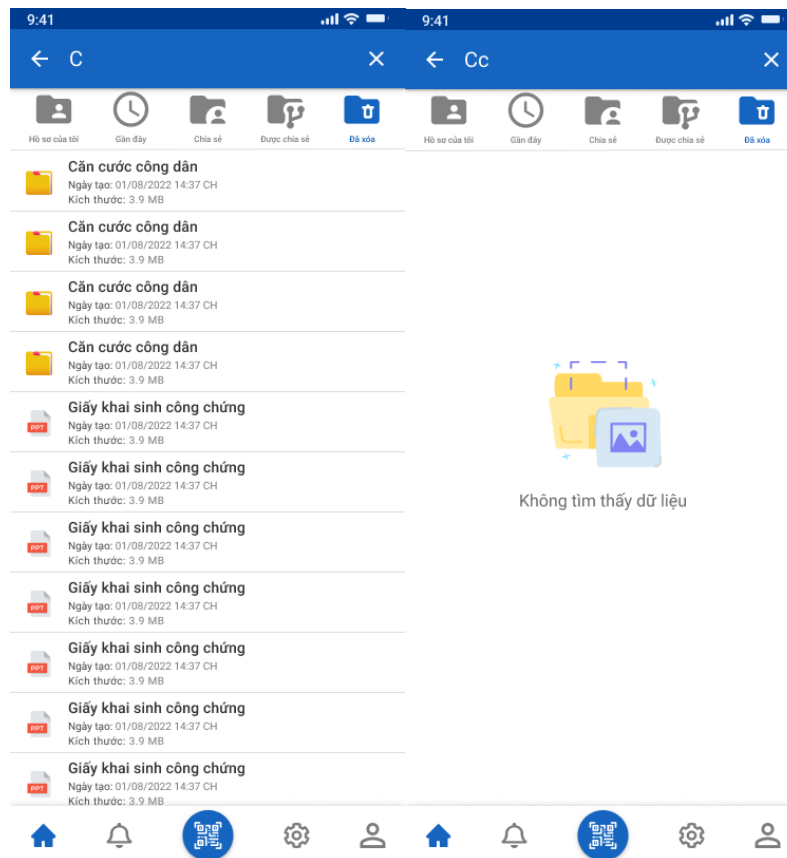 9:41
C
Hồ sơ của tôi
Gần đây
Chia sẻ
Được chia sẻ
Đã xóa
Căn cước công dân
Ngày tạo: 01/08/2022 14:37 CH
Kích thước: 3.9 MB
Căn cước công dân
Ngày tạo: 01/08/2022 14:37 CH
Kích thước: 3.9 MB
Căn cước công dân
Ngày tạo: 01/08/2022 14:37 CH
Kích thước: 3.9 MB
Căn cước công dân
Ngày tạo: 01/08/2022 14:37 CH
Kích thước: 3.9 MB
Giấy khai sinh công chứng
PPT
Ngày tạo: 01/08/2022 14:37 CH
Kích thước: 3.9 MB
Giấy khai sinh công chứng
PPT
Ngày tạo: 01/08/2022 14:37 CH
Kích thước: 3.9 MB
Giấy khai sinh công chứng
PPT
Ngày tạo: 01/08/2022 14:37 CH
Kích thước: 3.9 MB
Giấy khai sinh công chứng
PPT
Ngày tạo: 01/08/2022 14:37 CH
Kích thước: 3.9 MB
Giấy khai sinh công chứng
PPT
Ngày tạo: 01/08/2022 14:37 CH
Kích thước: 3.9 MB
Giấy khai sinh công chứng
PPT
Ngày tạo: 01/08/2022 14:37 CH
Kích thước: 3.9 MB
Giấy khai sinh công chứng
PPT
Ngày tạo: 01/08/2022 14:37 CH
Kích thước: 3.9 MB
9:41
Cc
Hồ sơ của tôi
Gần đây
Chia sẻ
Được chia sẻ
Đã xóa
Không tìm thấy dữ liệu